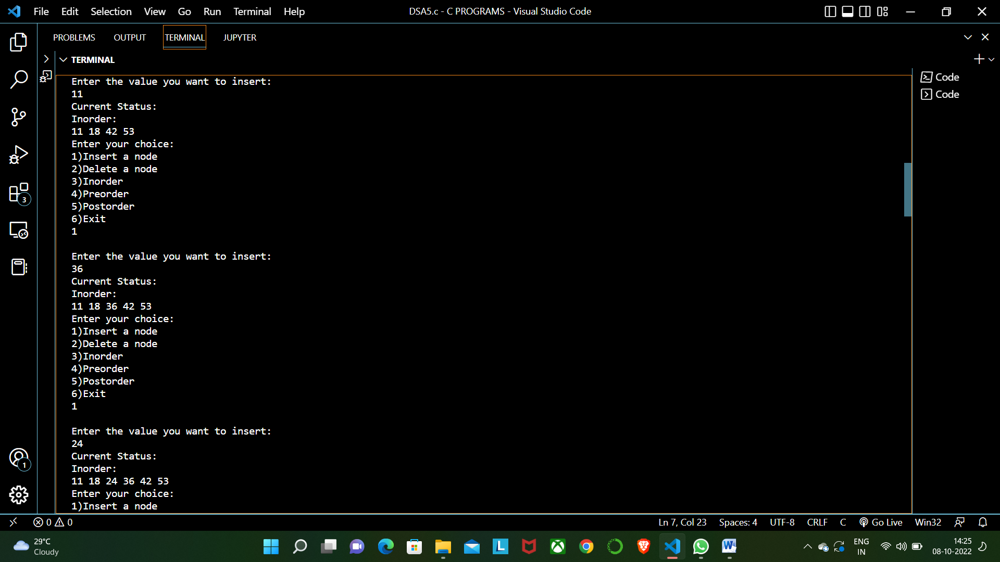 File Edit Selection View Go Run Terminal Help
DSA5.c - C PROGRAMS - Visual Studio Code
PROBLEMS OUTPUT TERMINAL JUPYTER
TERMINAL
Code
Code
Enter the value you want to insert:
11
Current Status:
Inorder:
11 18 42 53
Enter your choice:
1)Insert a node
2)Delete a node
3)Inorder
4)Preorder
5)Postorder
6)Exit
1
Enter the value you want to insert:
36
Current Status:
Inorder:
11 18 36 42 53
Enter your choice:
1)Insert a node
2)Delete a node
3)Inorder
4)Preorder
5)Postorder
6)Exit
1
Enter the value you want to insert:
24
Current Status:
Inorder:
11 18 24 36 42 53
Enter your choice:
1)Insert a node
3
1
0 0
Ln 7, Col 23 Spaces: 4 UTF-8 CRLF C Go Live Win32
29°C
Cloudy
L
W
ENG
IN
14:25
08-10-2022